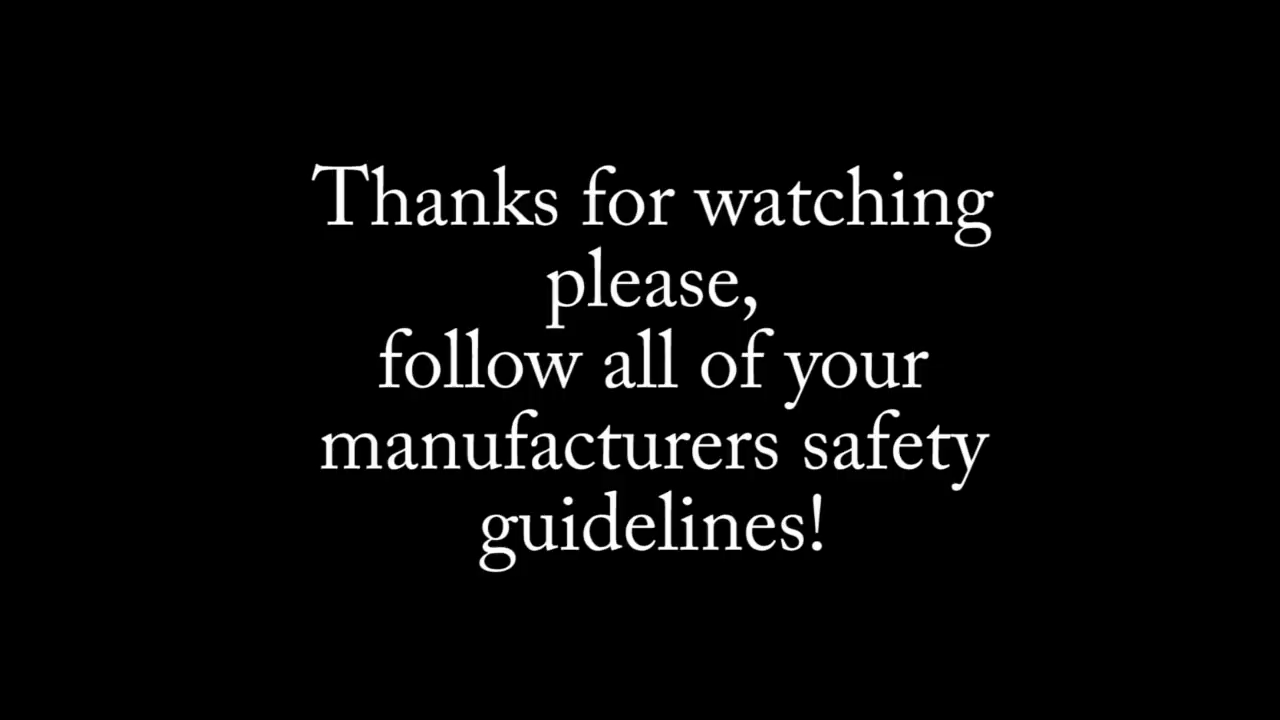 Thanks for watching
please,
follow all of your
manufacturers safety
guidelines!